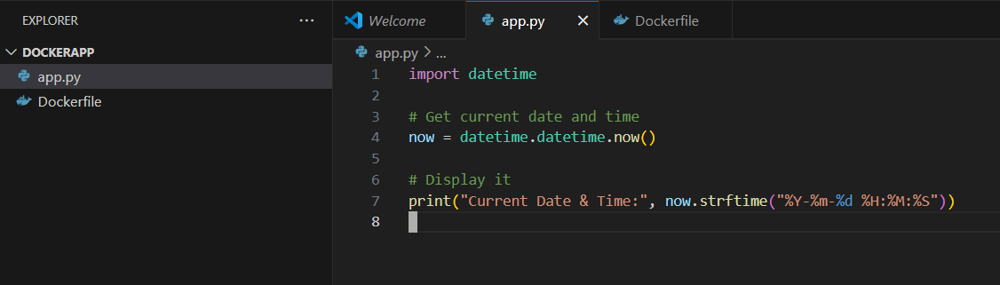 EXPLORER ...
DOCKERAPP
app.py
Dockerfile
Welcome app.py Dockerfile
app.py > ...
1 import datetime
2
3 # Get current date and time
4 now = datetime.datetime.now()
5
6 # Display it
7 print("Current Date & Time:", now.strftime("%Y-%m-%d %H:%M:%S"))
8